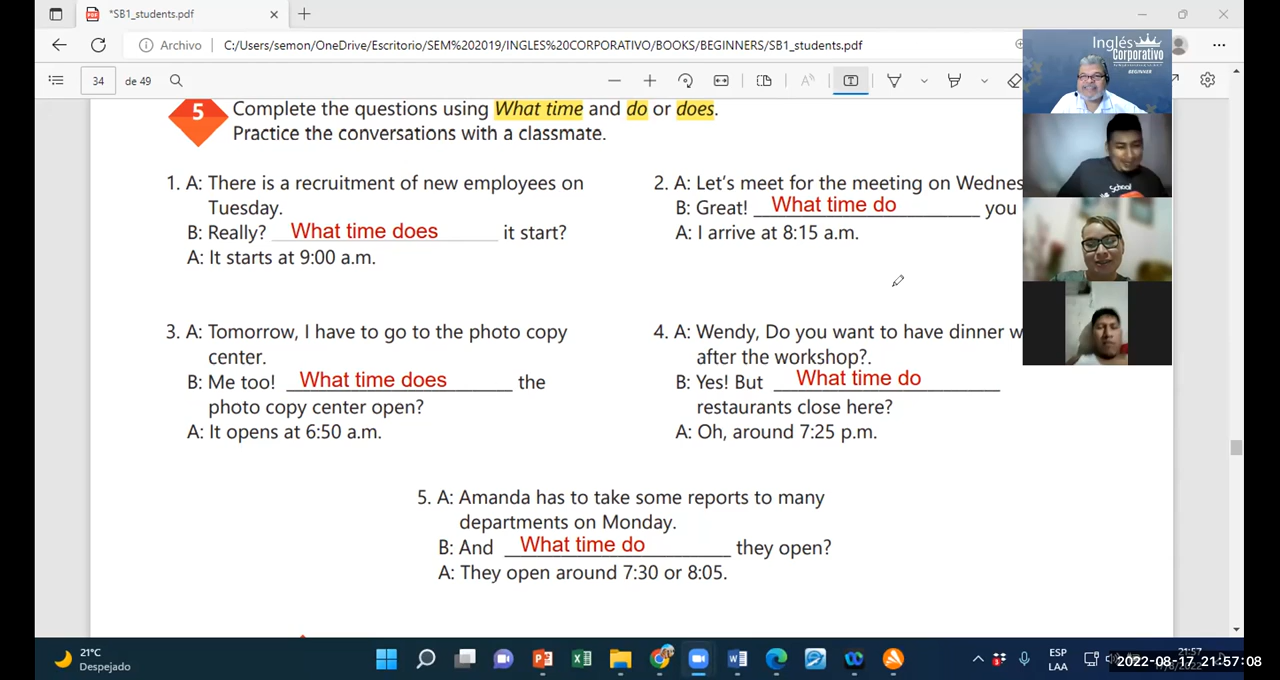 *SB1_students.pdf
Archivo
C:/Users/semon/OneDrive/Escritorio/SEM%202019/INGLES%20CORPORATIVO/BOOKS/BEGINNERS/SB1_students.pdf
34 de 49
Inglés
Corporativo
BEGINNER
5 Complete the questions using What time and do or does.
Practice the conversations with a classmate.
1. A: There is a recruitment of new employees on
Tuesday.
B: Really? What time does it start?
A: It starts at 9:00 a.m.
2. A: Let's meet for the meeting on Wednes
B: Great! What time do you
A: I arrive at 8:15 a.m.
3. A: Tomorrow, I have to go to the photo copy
center.
B: Me too! What time does the
photo copy center open?
A: It opens at 6:50 a.m.
4. A: Wendy, Do you want to have dinner w
after the workshop?.
B: Yes! But What time do
restaurants close here?
A: Oh, around 7:25 p.m.
5. A: Amanda has to take some reports to many
departments on Monday.
B: And What time do they open?
A: They open around 7:30 or 8:05.
21°C
Despejado
ESP
LAA
21:57
2022-08-17, 21:57:08